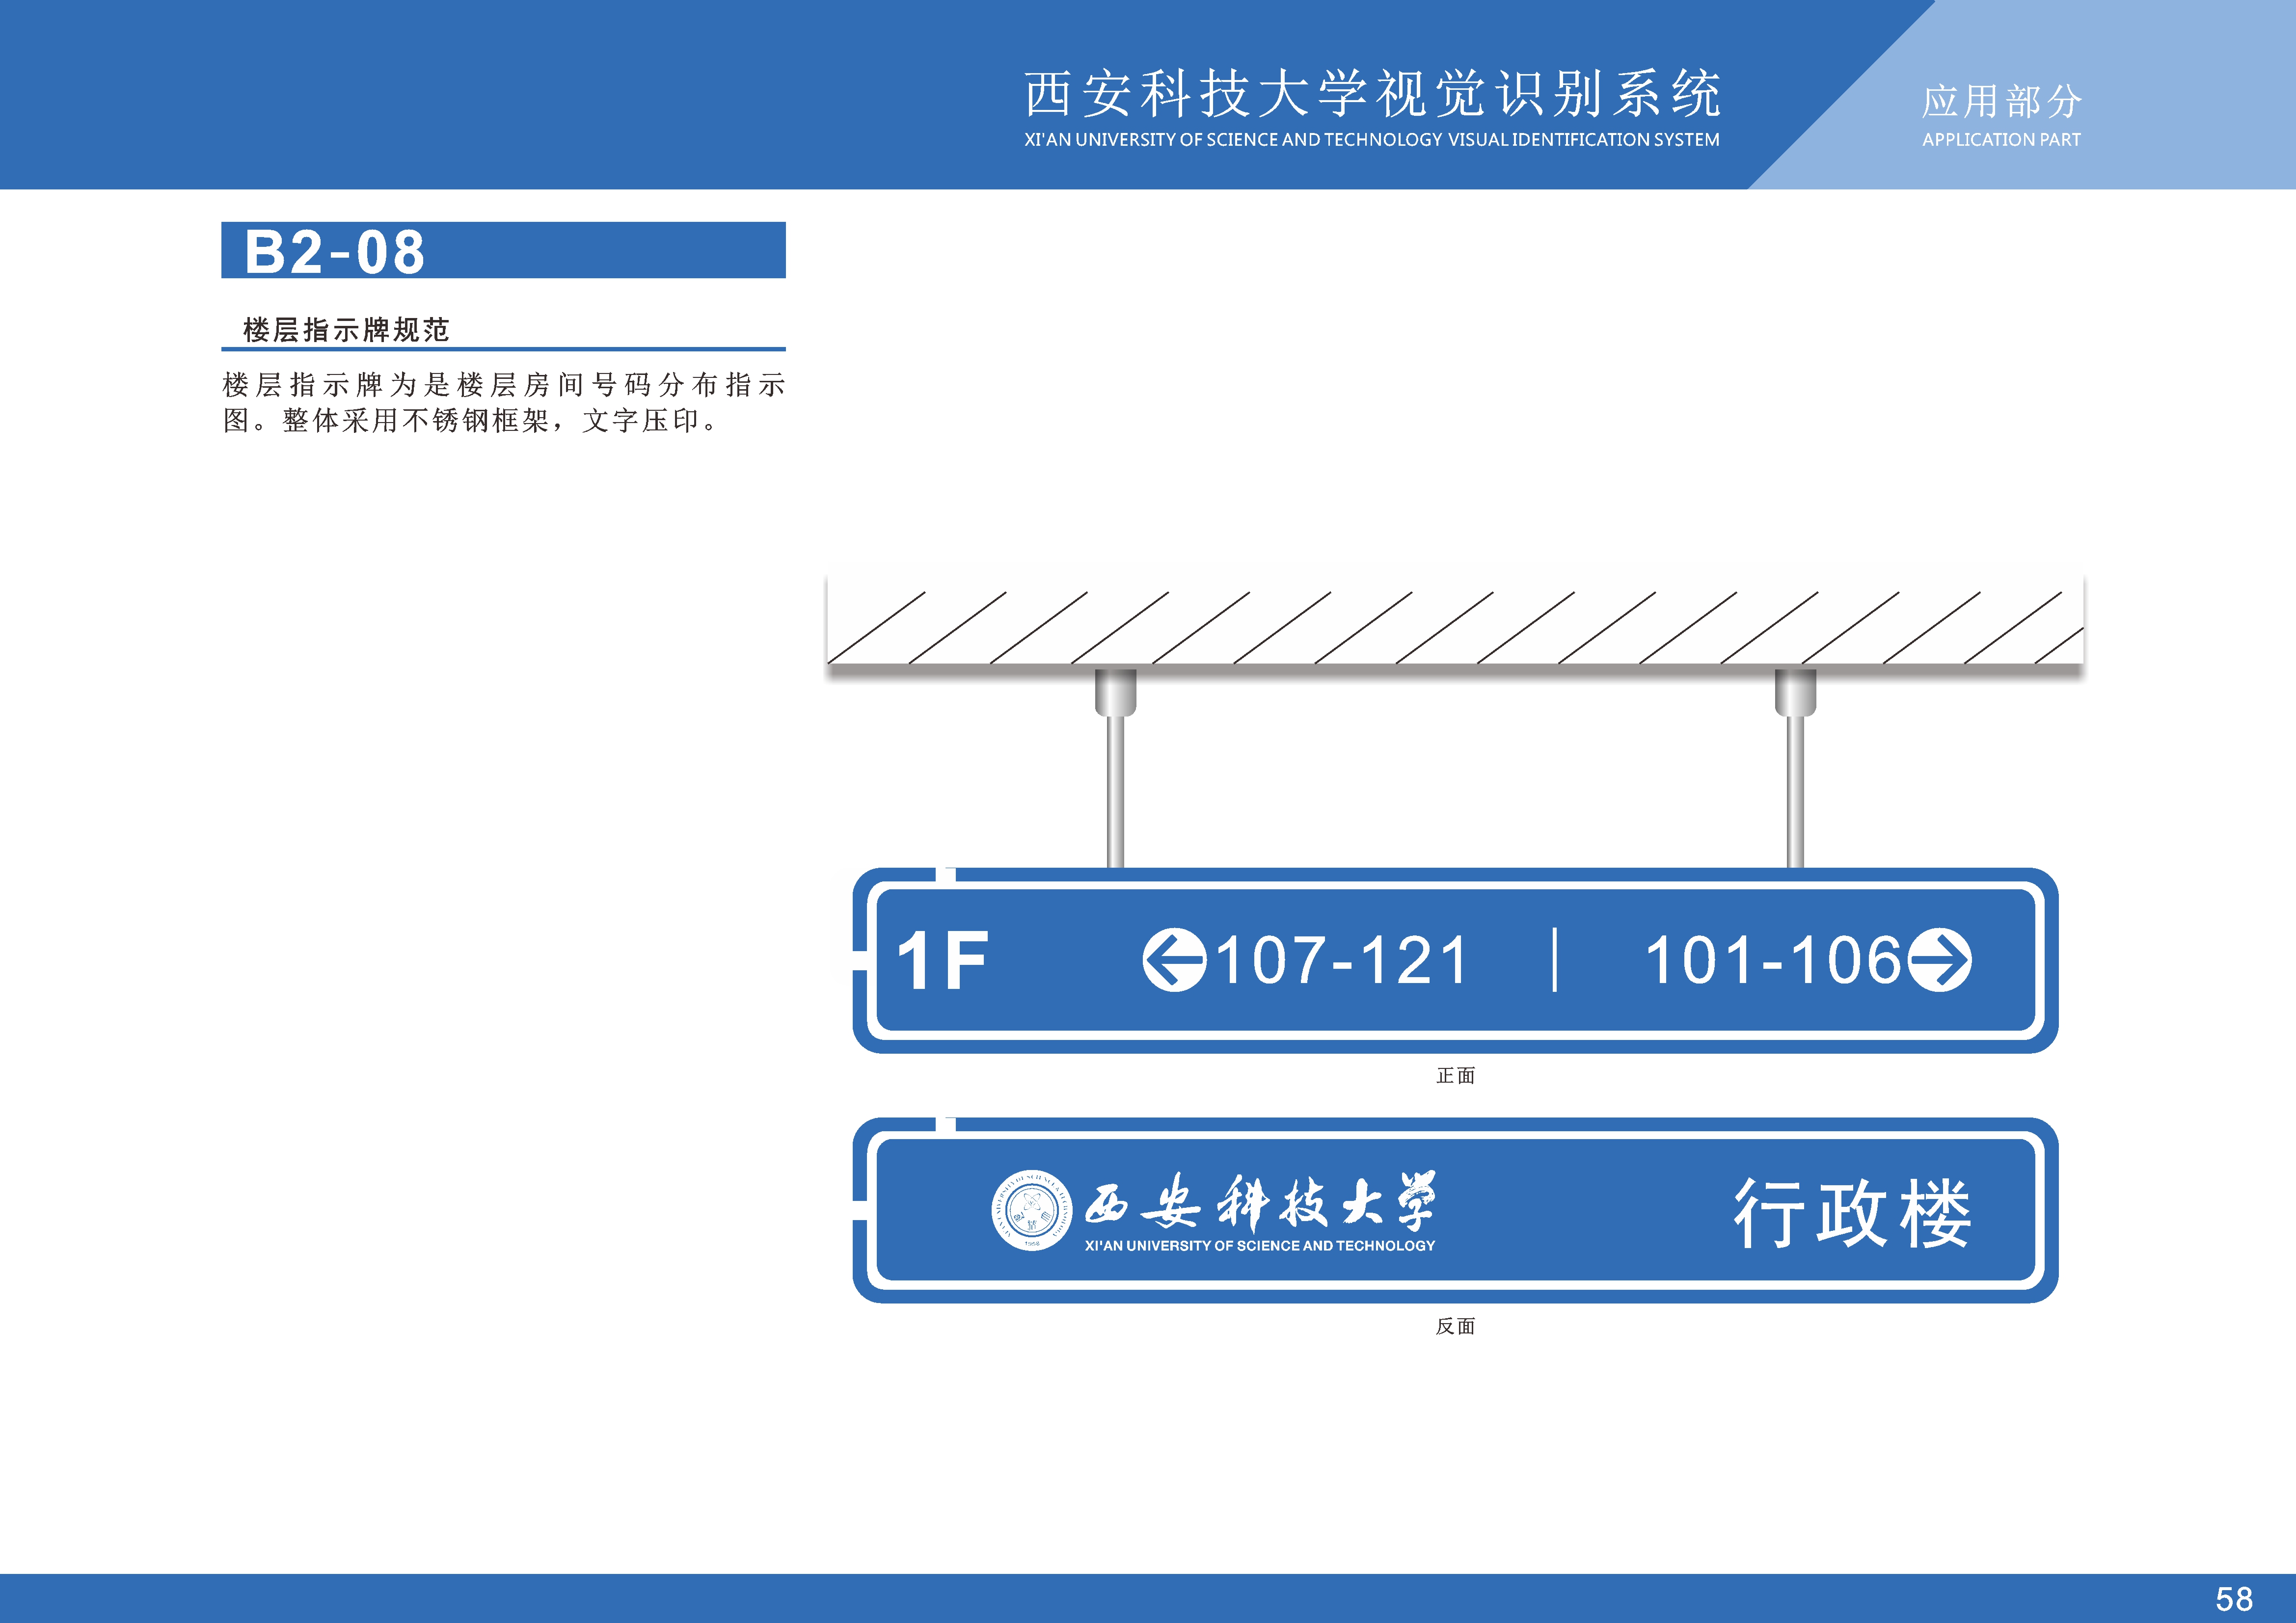 西安科技大学视觉识别系统
XI'AN UNIVERSITY OF SCIENCE AND TECHNOLOGY VISUAL IDENTIFICATION SYSTEM
应用部分
APPLICATION PART
B2-08
楼层指示牌规范
楼层指示牌为是楼层房间号码分布指示
图。整体采用不锈钢框架，文字压印。
1F 107-121 | 101-106
正面
西安科技大学
XI'AN UNIVERSITY OF SCIENCE AND TECHNOLOGY
1958
行政楼
反面
58